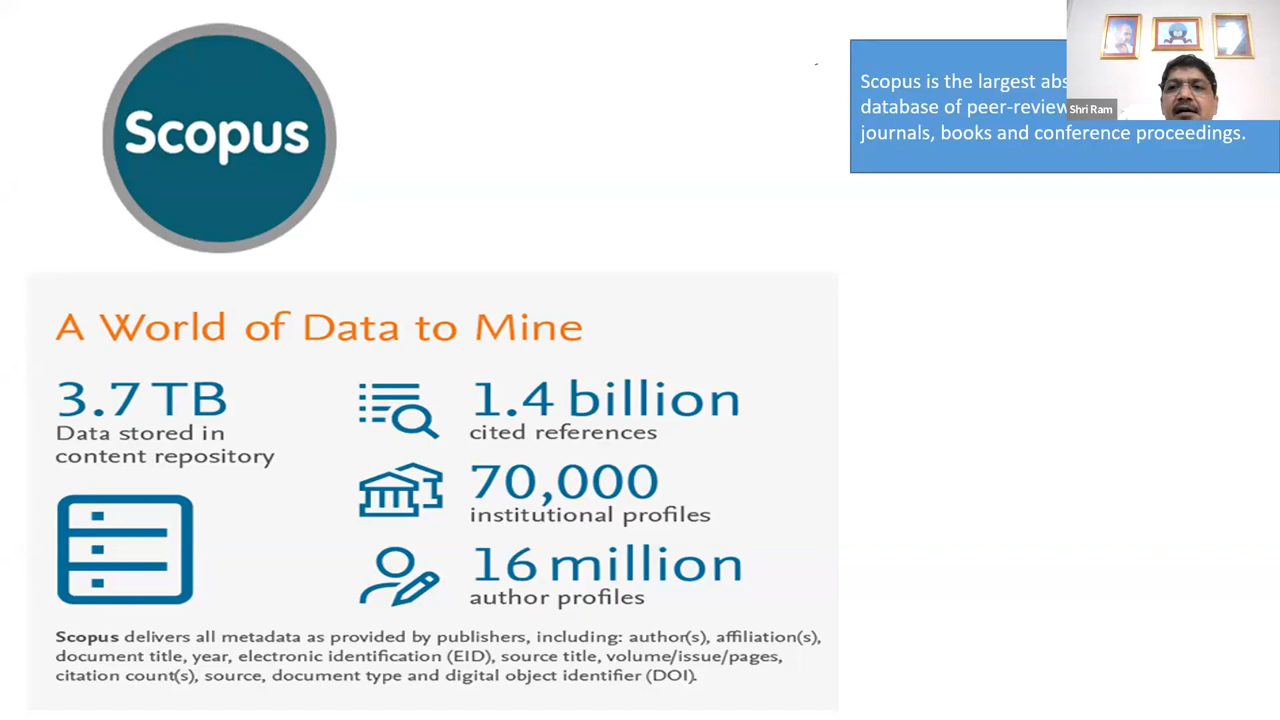 Scopus
Scopus is the largest
database of
journals, books and conference proceedings.
Shri Ram
A World of Data to Mine
3.7 TB
Data stored in
content repository
1.4 billion
cited references
70,000
institutional profiles
16 million
author profiles
Scopus delivers all metadata as provided by publishers, including: author(s), affiliation(s),
document title, year, electronic identification (EID), source title, volume/issue/pages,
citation count(s), source, document type and digital object identifier (DOI).